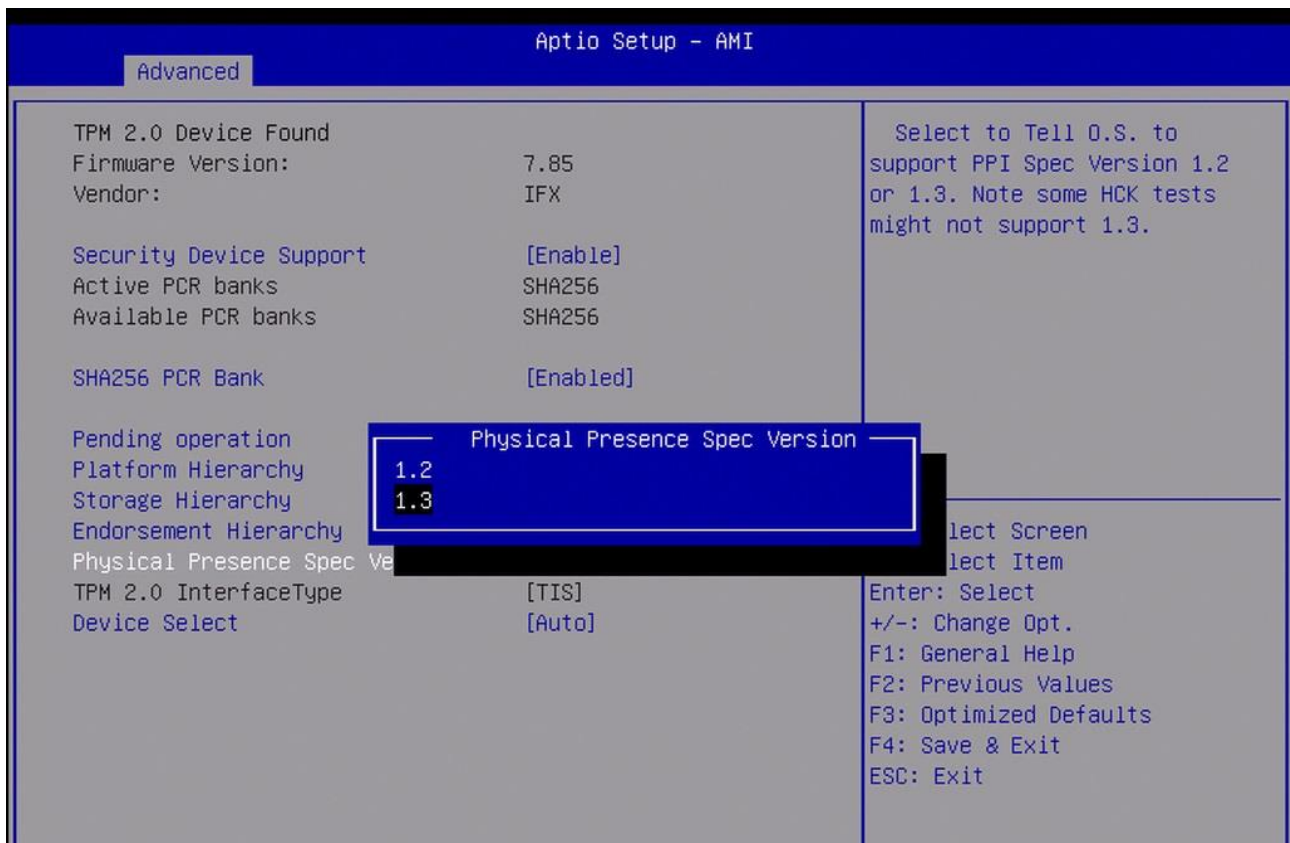 Aptio Setup – AMI
Advanced
TPM 2.0 Device Found
Firmware Version: 7.85
Vendor: IFX
Security Device Support [Enable]
Active PCR banks SHA256
Available PCR banks SHA256
SHA256 PCR Bank [Enabled]
Pending operation
Platform Hierarchy
Storage Hierarchy
Endorsement Hierarchy
Physical Presence Spec Ve
TPM 2.0 InterfaceType [TIS]
Device Select [Auto]
Physical Presence Spec Version
1.2
1.3
Select to Tell O.S. to
support PPI Spec Version 1.2
or 1.3. Note some HCK tests
might not support 1.3.
lect Screen
lect Item
Enter: Select
+/-: Change Opt.
F1: General Help
F2: Previous Values
F3: Optimized Defaults
F4: Save & Exit
ESC: Exit